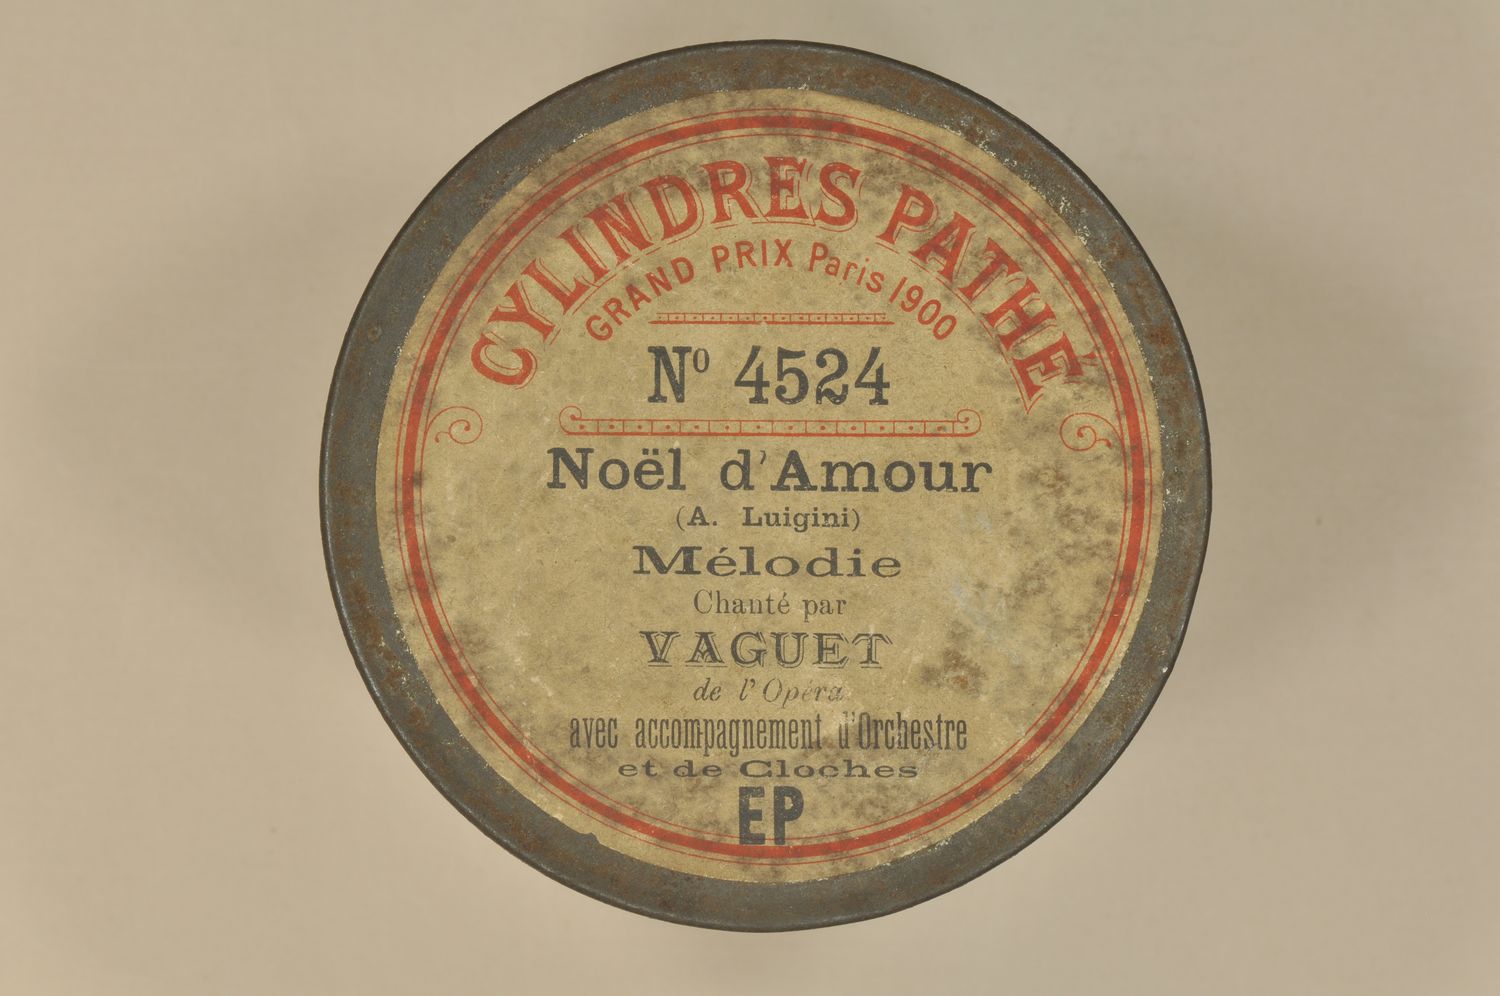 CYLINDRES PATHÉ
GRAND PRIX Paris 1900
Nº 4524
Noël d'Amour
(A. Luigini)
Mélodie
Chanté par
VAGUET
de l'Opéra
avec accompagnement d'Orchestre
et de Cloches
EP